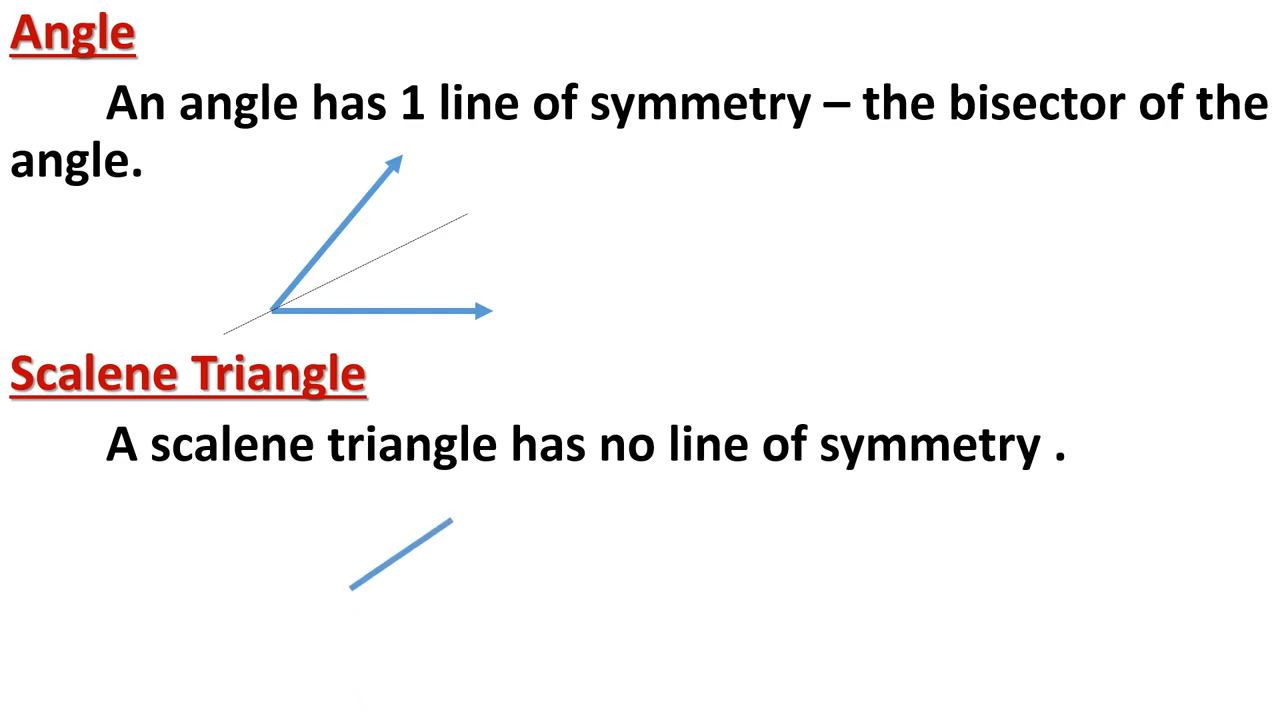 Angle
An angle has 1 line of symmetry – the bisector of the
angle.
Scalene Triangle
A scalene triangle has no line of symmetry .